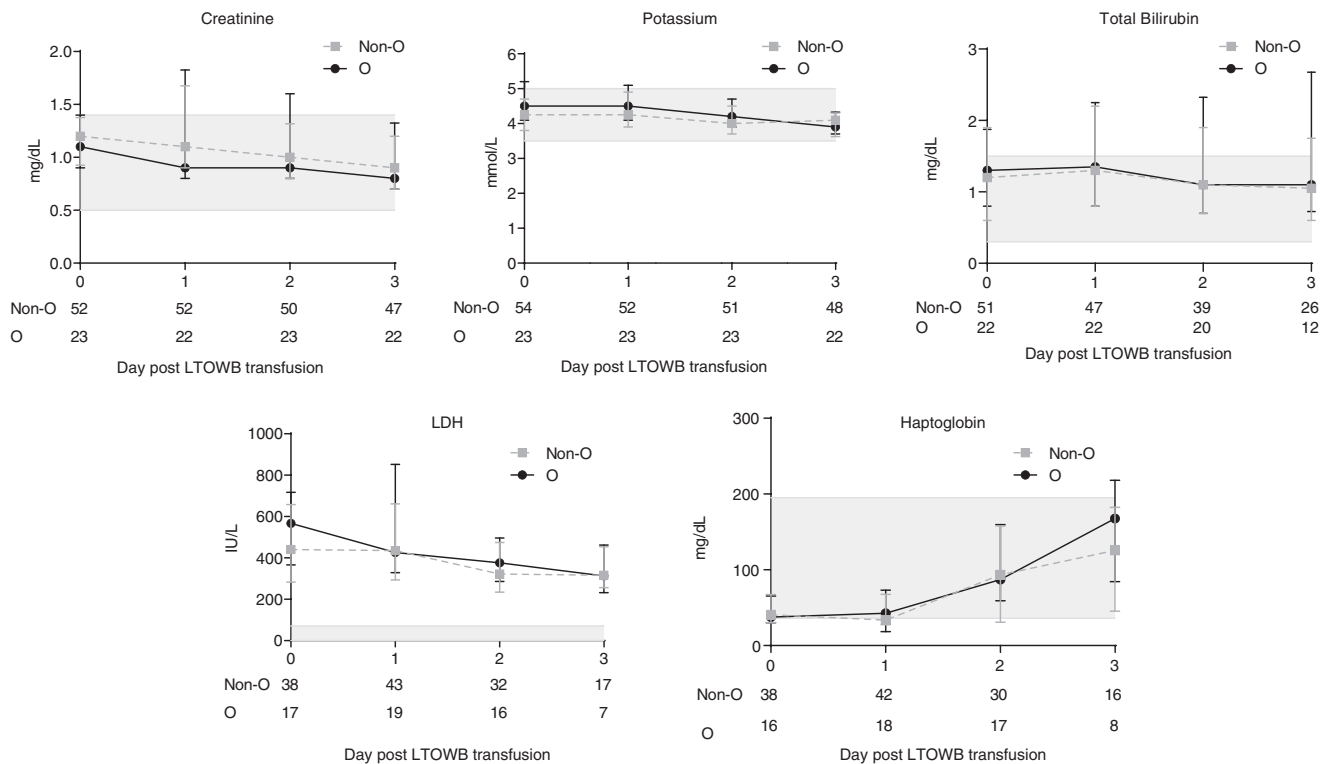 Creatinine
Non-O
O
2.0
1.5
1.0
0.5
0.0
mg/dL
0 1 2 3
Non-O 52 52 50 47
O 23 22 23 22
Day post LTOWB transfusion
Potassium
Non-O
O
6
5
4
3
2
1
0
mmol/L
0 1 2 3
Non-O 54 52 51 48
O 23 23 23 22
Day post LTOWB transfusion
Total Bilirubin
Non-O
O
3
2
1
0
mg/dL
0 1 2 3
Non-O 51 47 39 26
O 22 22 20 12
Day post LTOWB transfusion
LDH
Non-O
O
1000
800
600
400
200
0
IU/L
0 1 2 3
Non-O 38 43 32 17
O 17 19 16 7
Day post LTOWB transfusion
Haptoglobin
Non-O
O
300
200
100
0
mg/dL
0 1 2 3
Non-O 38 42 30 16
O 16 18 17 8
Day post LTOWB transfusion